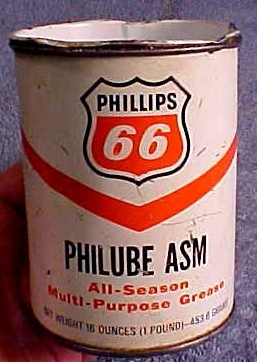 PHILLIPS
66
PHILUBE ASM
All-Season
Multi-Purpose Grease
NET WEIGHT 16 OUNCES (1 POUND)—453.6 GRAMS